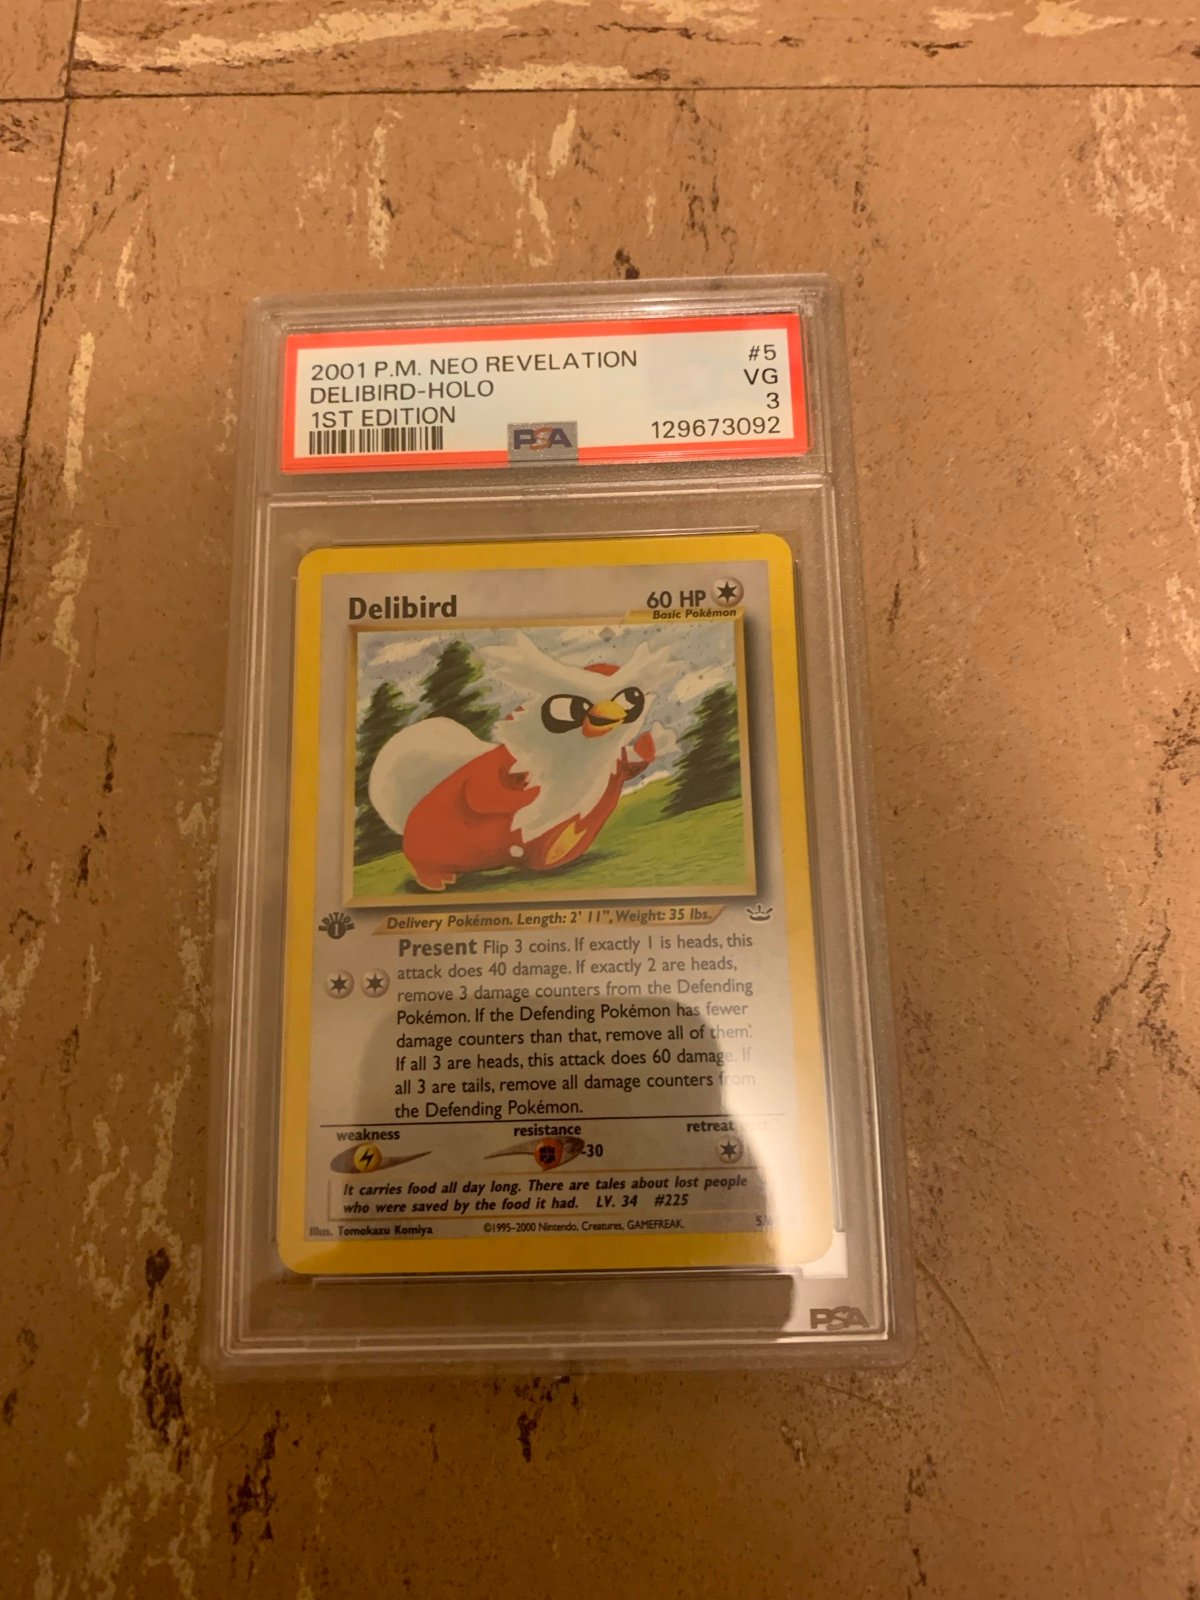 2001 P.M. NEO REVELATION #5
DELIBIRD-HOLO VG
1ST EDITION 3
PSA 129673092
Delibird 60 HP
Basic Pokémon
EDITION
1
Delivery Pokémon. Length: 2' 11", Weight: 35 lbs.
Present Flip 3 coins. If exactly 1 is heads, this
attack does 40 damage. If exactly 2 are heads,
remove 3 damage counters from the Defending
Pokémon. If the Defending Pokémon has fewer
damage counters than that, remove all of them.
If all 3 are heads, this attack does 60 damage. If
all 3 are tails, remove all damage counters from
the Defending Pokémon.
weakness resistance retreat
-30
It carries food all day long. There are tales about lost people
who were saved by the food it had. LV. 34 #225
Illus. Tomokazu Komiya ©1995-2000 Nintendo, Creatures, GAMEFREAK.
PSA